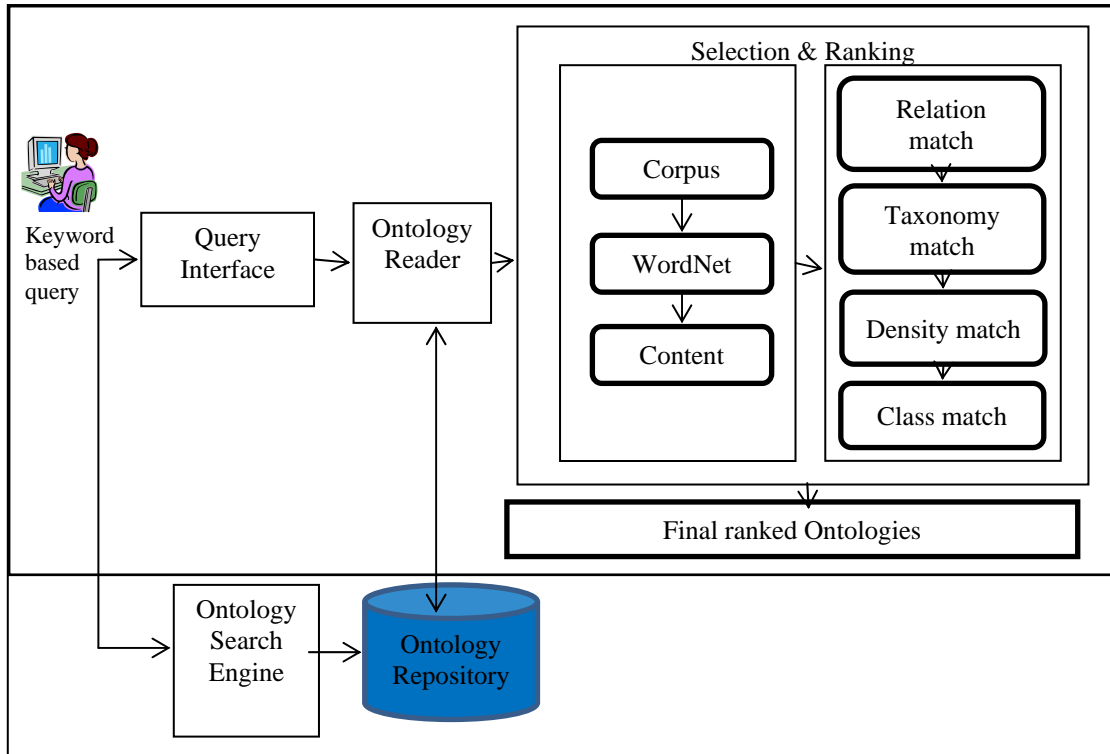 Selection & Ranking
Relation
match
Corpus
Taxonomy
match
WordNet
Density match
Content
Class match
Keyword
based
query
Query
Interface
Ontology
Reader
Final ranked Ontologies
Ontology
Search
Engine
Ontology
Repository